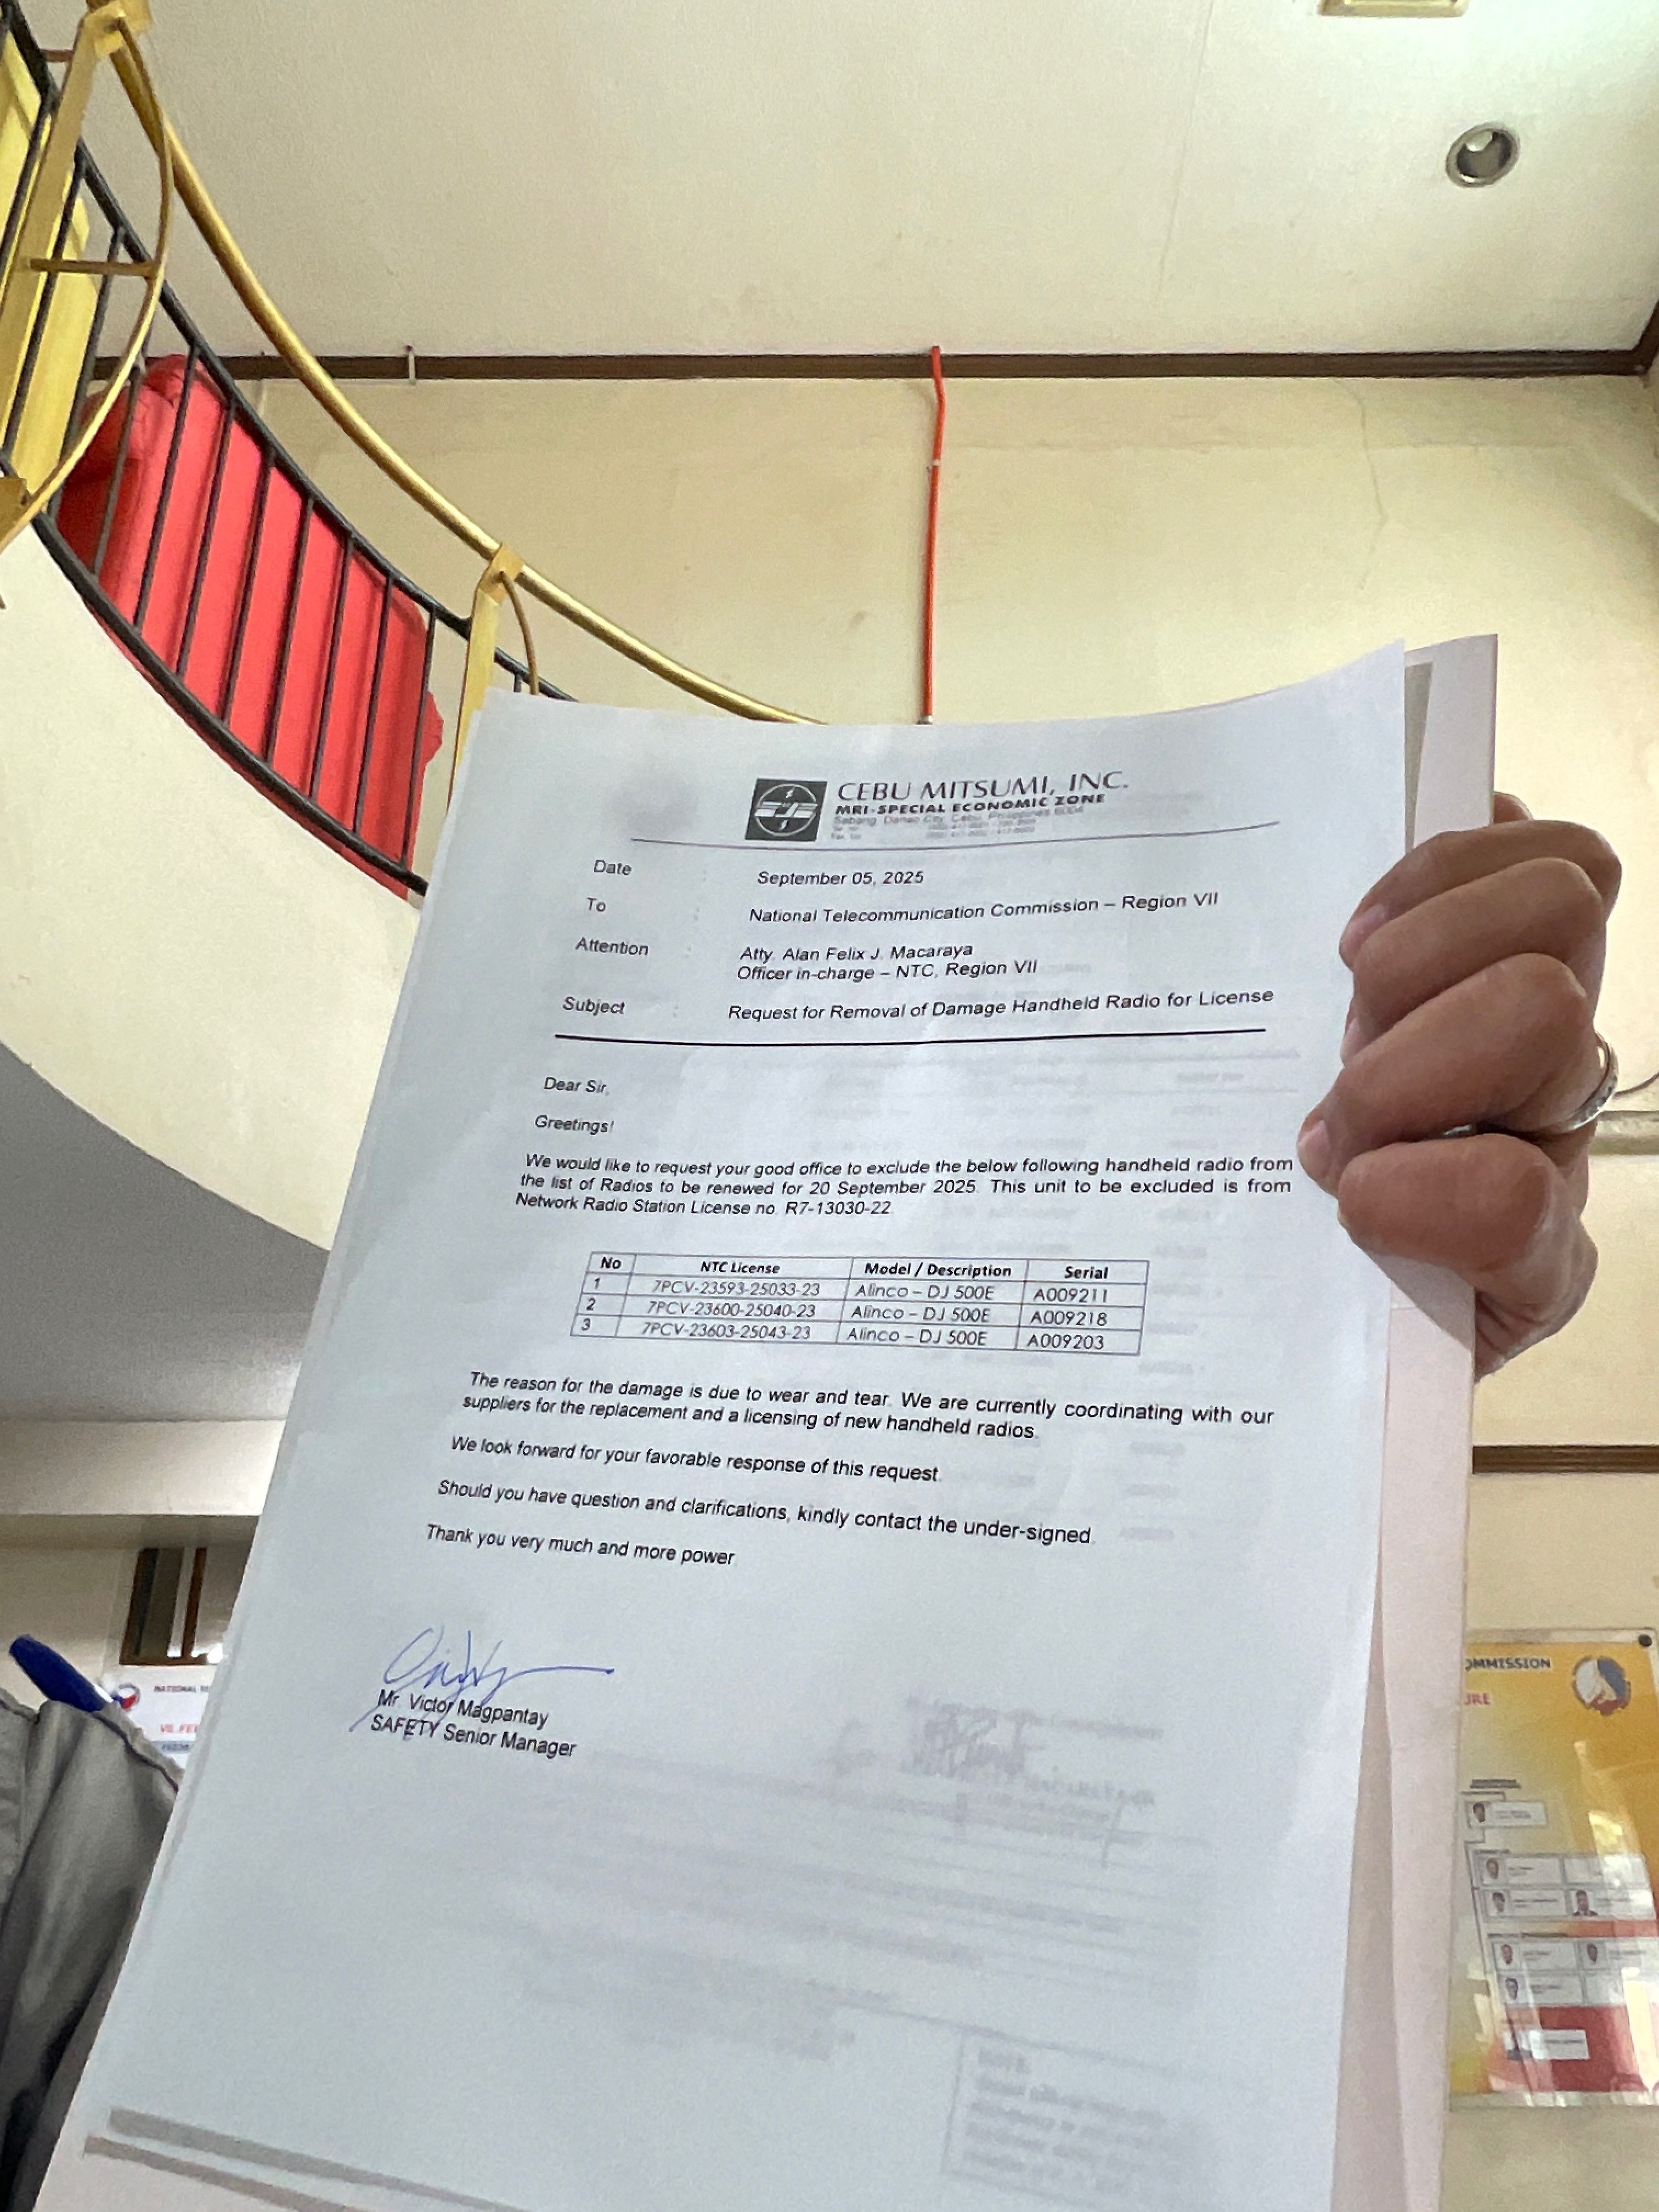 CEBU MITSUMI, INC.
MRI-SPECIAL ECONOMIC ZONE
Sabang, Danao City, Cebu, Philippines 6004
Date : September 05, 2025
To : National Telecommunication Commission – Region VII
Attention : Atty. Alan Felix J. Macaraya
Officer in-charge – NTC, Region VII
Subject : Request for Removal of Damage Handheld Radio for License
Dear Sir,
Greetings!
We would like to request your good office to exclude the below following handheld radio from
the list of Radios to be renewed for 20 September 2025. This unit to be excluded is from
Network Radio Station License no. R7-13030-22.
No NTC License Model / Description Serial
1 7PCV-23593-25033-23 Alinco – DJ 500E A009211
2 7PCV-23600-25040-23 Alinco – DJ 500E A009218
3 7PCV-23603-25043-23 Alinco – DJ 500E A009203
The reason for the damage is due to wear and tear. We are currently coordinating with our
suppliers for the replacement and a licensing of new handheld radios.
We look forward for your favorable response of this request.
Should you have question and clarifications, kindly contact the under-signed.
Thank you very much and more power.
Mr. Victor Magpantay
SAFETY Senior Manager
NATIONAL
OMMISSION
URE